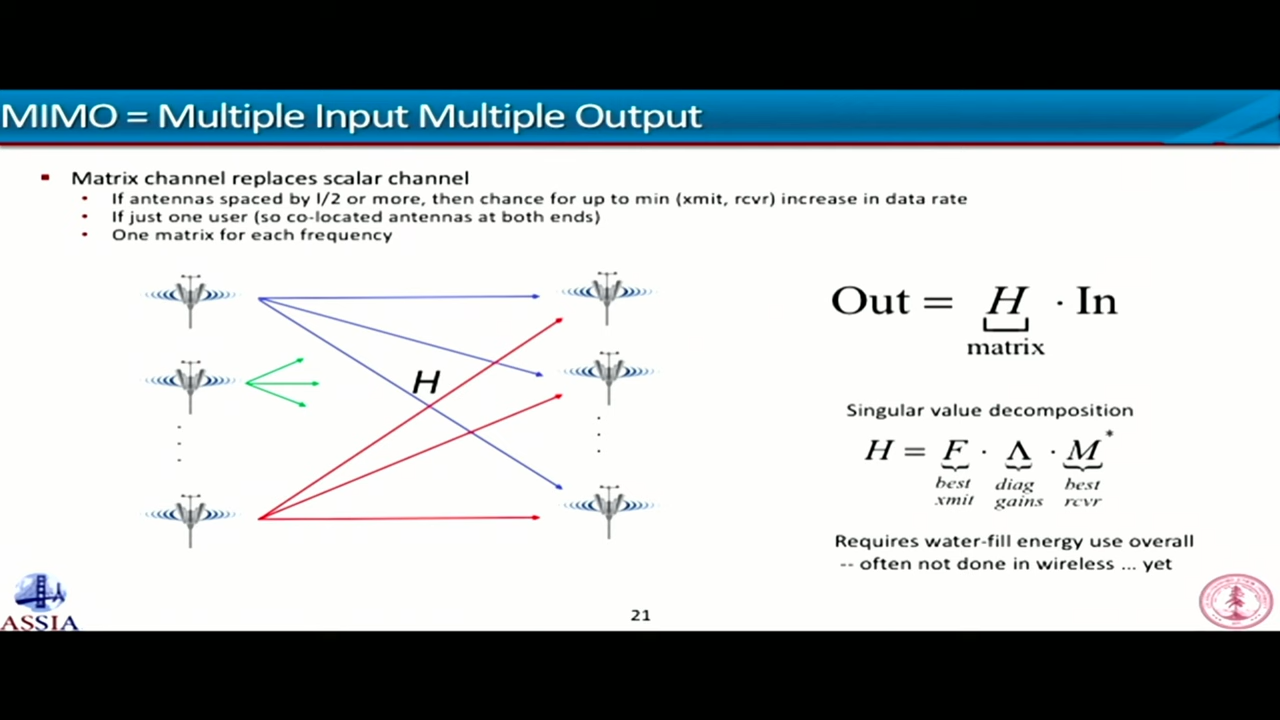 MIMO = Multiple Input Multiple Output
Matrix channel replaces scalar channel
If antennas spaced by l/2 or more, then chance for up to min (xmit, rcvr) increase in data rate
If just one user (so co-located antennas at both ends)
One matrix for each frequency
H
Out = H · In
matrix
Singular value decomposition
H = F · Λ · M*
best diag best
xmit gains rcvr
Requires water-fill energy use overall
-- often not done in wireless ... yet
ASSIA
21